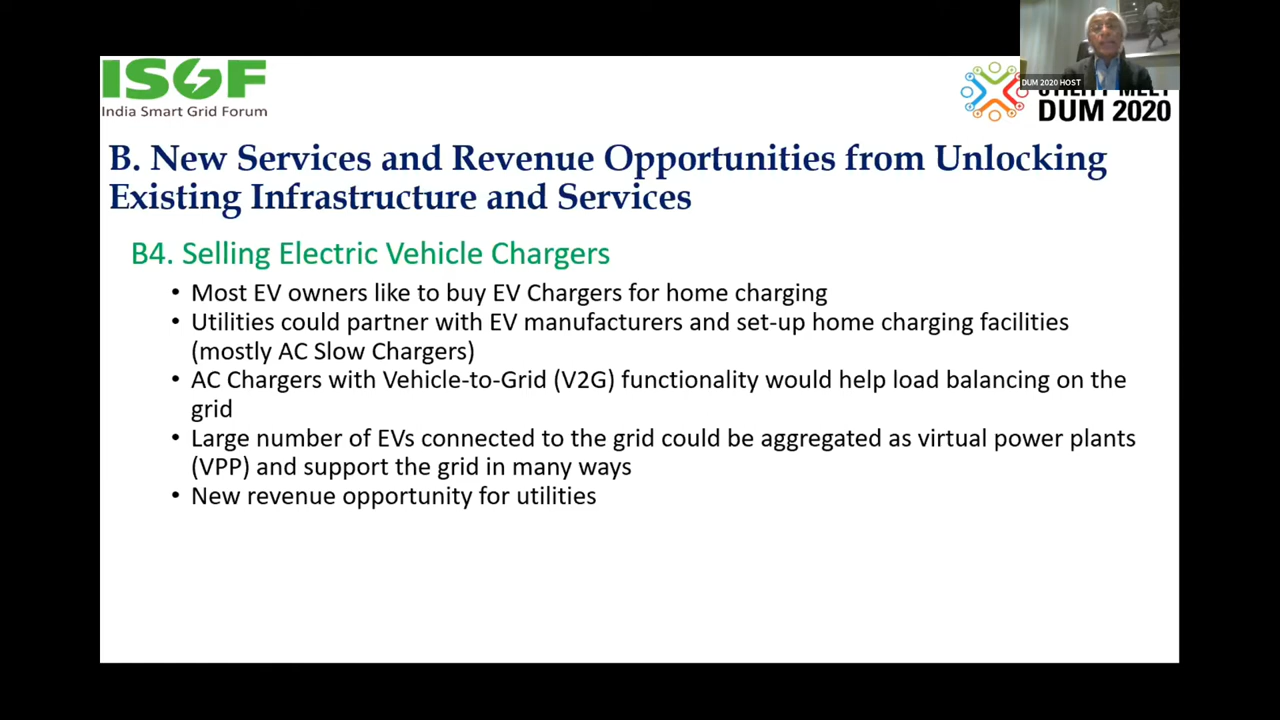 ISGF
India Smart Grid Forum
DUM 2020 HOST
DUM 2020
B. New Services and Revenue Opportunities from Unlocking
Existing Infrastructure and Services
B4. Selling Electric Vehicle Chargers
• Most EV owners like to buy EV Chargers for home charging
• Utilities could partner with EV manufacturers and set-up home charging facilities
(mostly AC Slow Chargers)
• AC Chargers with Vehicle-to-Grid (V2G) functionality would help load balancing on the
grid
• Large number of EVs connected to the grid could be aggregated as virtual power plants
(VPP) and support the grid in many ways
• New revenue opportunity for utilities